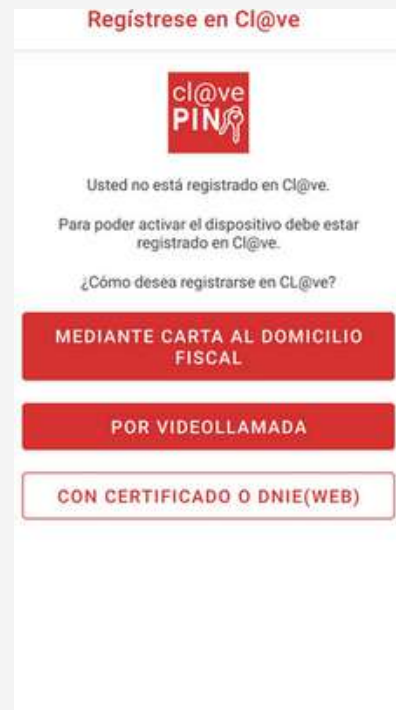 Regístrese en Cl@ve
cl@ve
PIN
Usted no está registrado en Cl@ve.
Para poder activar el dispositivo debe estar
registrado en Cl@ve.
¿Cómo desea registrarse en CL@ve?
MEDIANTE CARTA AL DOMICILIO
FISCAL
POR VIDEOLLAMADA
CON CERTIFICADO O DNIE(WEB)